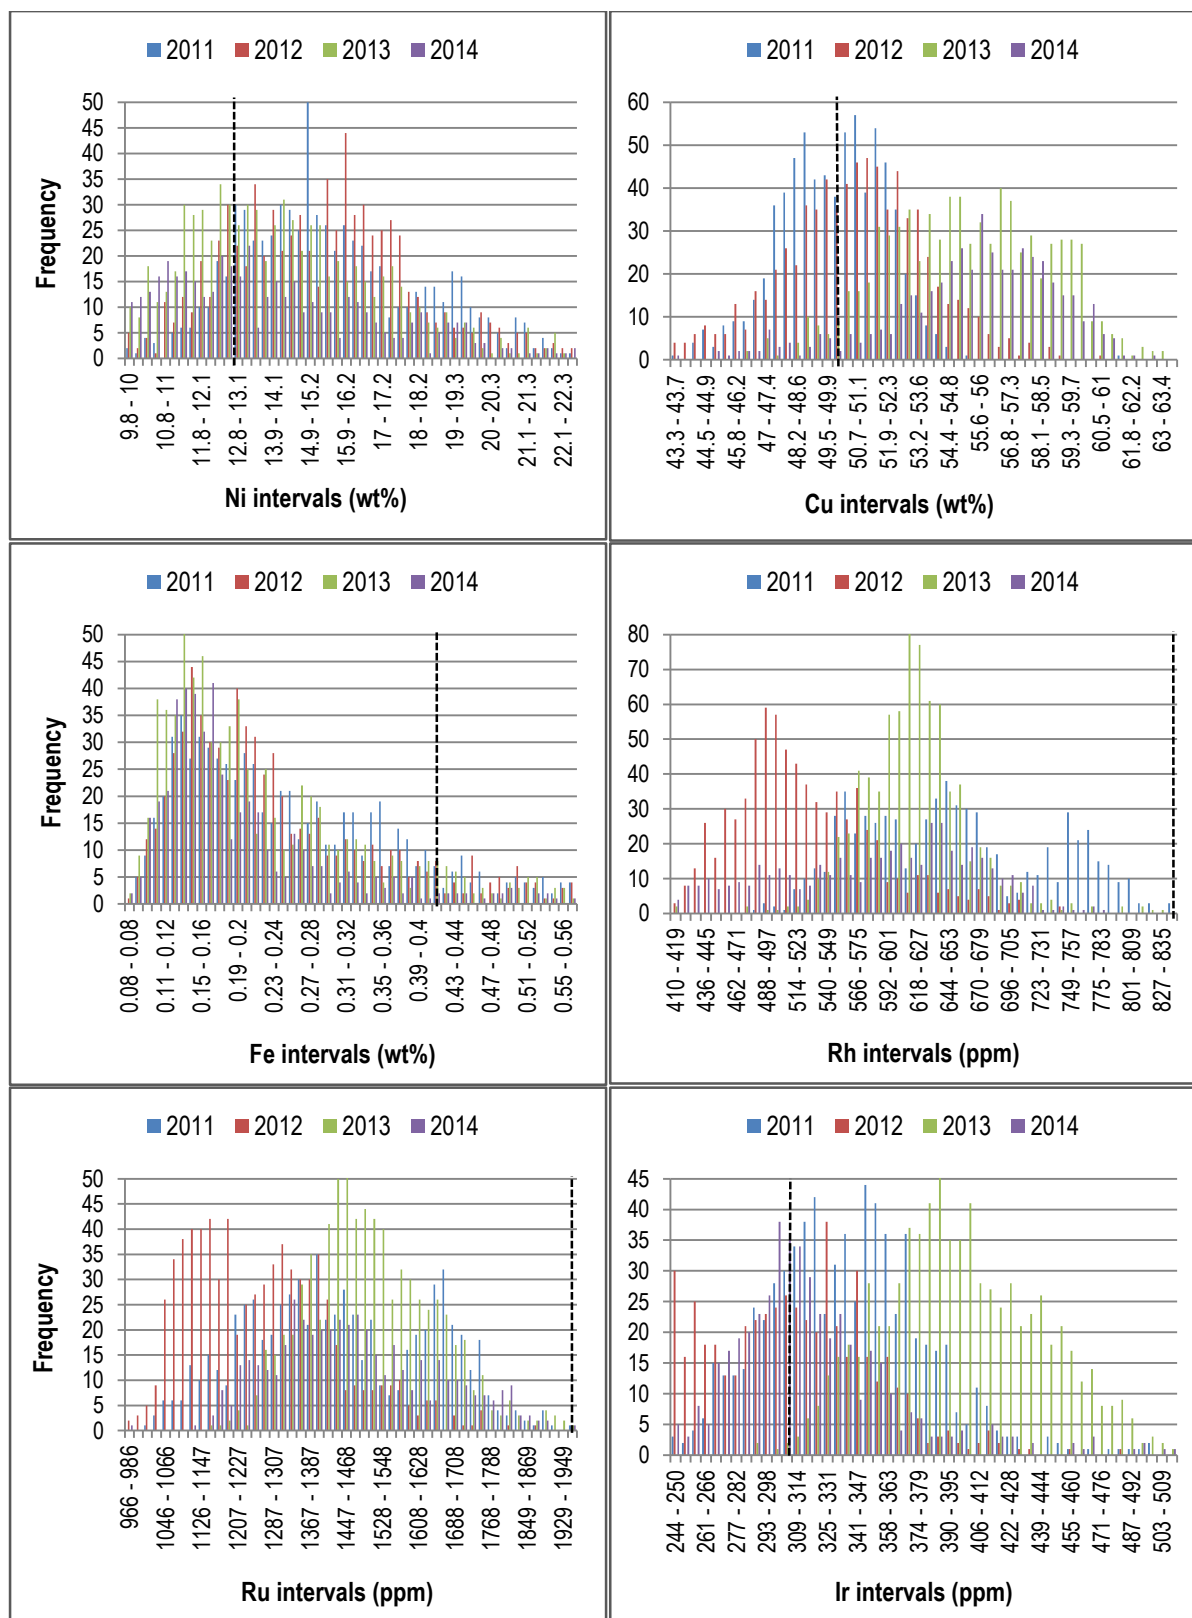 2011 2012 2013 2014
50
45
40
35
30
25
20
15
10
5
0
Frequency
9.8 - 10
10.8 - 11
11.8 - 12.1
12.8 - 13.1
13.9 - 14.1
14.9 - 15.2
15.9 - 16.2
17 - 17.2
18 - 18.2
19 - 19.3
20 - 20.3
21.1 - 21.3
22.1 - 22.3
Ni intervals (wt%)
2011 2012 2013 2014
60
50
40
30
20
10
0
43.3 - 43.7
44.5 - 44.9
45.8 - 46.2
47 - 47.4
48.2 - 48.6
49.5 - 49.9
50.7 - 51.1
51.9 - 52.3
53.2 - 53.6
54.4 - 54.8
55.6 - 56
56.8 - 57.3
58.1 - 58.5
59.3 - 59.7
60.5 - 61
61.8 - 62.2
63 - 63.4
Cu intervals (wt%)
2011 2012 2013 2014
50
45
40
35
30
25
20
15
10
5
0
Frequency
0.08 - 0.08
0.11 - 0.12
0.15 - 0.16
0.19 - 0.2
0.23 - 0.24
0.27 - 0.28
0.31 - 0.32
0.35 - 0.36
0.39 - 0.4
0.43 - 0.44
0.47 - 0.48
0.51 - 0.52
0.55 - 0.56
Fe intervals (wt%)
2011 2012 2013 2014
80
70
60
50
40
30
20
10
0
410 - 419
436 - 445
462 - 471
488 - 497
514 - 523
540 - 549
566 - 575
592 - 601
618 - 627
644 - 653
670 - 679
696 - 705
723 - 731
749 - 757
775 - 783
801 - 809
827 - 835
Rh intervals (ppm)
2011 2012 2013 2014
50
45
40
35
30
25
20
15
10
5
0
Frequency
966 - 986
1046 - 1066
1126 - 1147
1207 - 1227
1287 - 1307
1367 - 1387
1447 - 1468
1528 - 1548
1608 - 1628
1688 - 1708
1768 - 1788
1849 - 1869
1929 - 1949
Ru intervals (ppm)
2011 2012 2013 2014
45
40
35
30
25
20
15
10
5
0
244 - 250
261 - 266
277 - 282
293 - 298
309 - 314
325 - 331
341 - 347
358 - 363
374 - 379
390 - 395
406 - 412
422 - 428
439 - 444
455 - 460
471 - 476
487 - 492
503 - 509
Ir intervals (ppm)